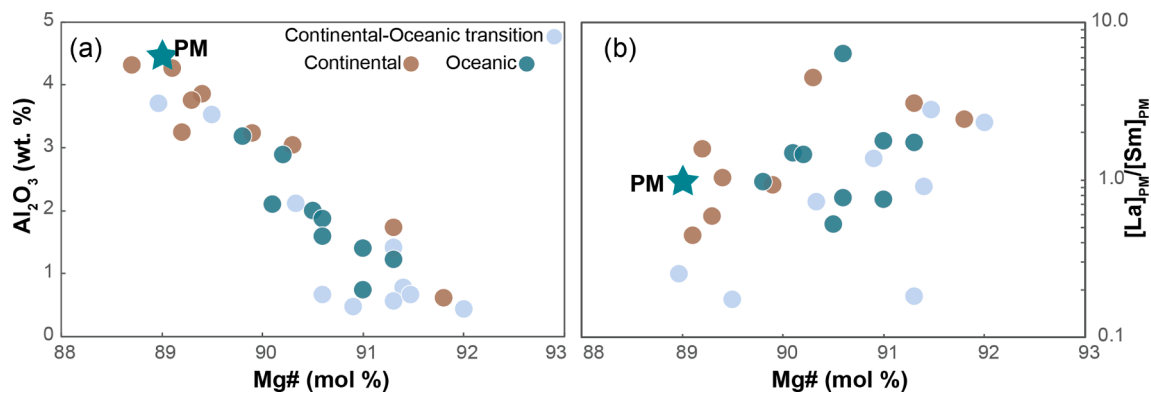 (a)
PM
Continental-Oceanic transition
Continental
Oceanic
Al₂O₃ (wt. %)
5
4
3
2
1
0
88
89
90
91
92
93
Mg# (mol %)
(b)
PM
[La]PM/[Sm]PM
10.0
1.0
0.1
88
89
90
91
92
93
Mg# (mol %)